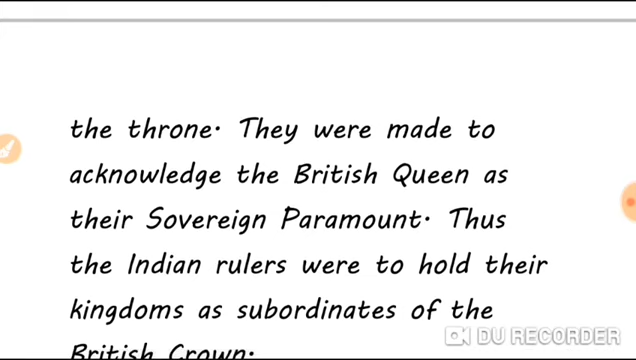 the throne. They were made to
acknowledge the British Queen as
their Sovereign Paramount. Thus
the Indian rulers were to hold their
kingdoms as subordinates of the
British Crown.
DU RECORDER